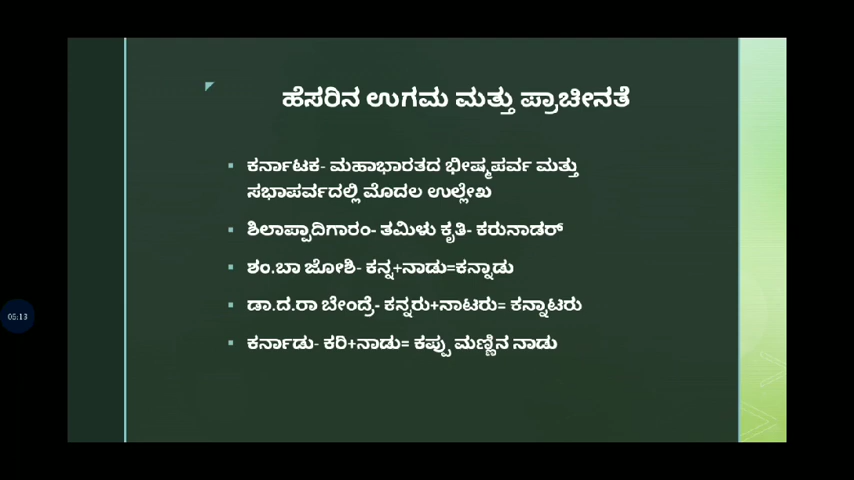 ಹೆಸರಿನ ಉಗಮ ಮತ್ತು ಪ್ರಾಚೀನತೆ
ಕರ್ನಾಟಕ- ಮಹಾಭಾರತದ ಭೀಷ್ಮಪರ್ವ ಮತ್ತು
ಸಭಾಪರ್ವದಲ್ಲಿ ಮೊದಲ ಉಲ್ಲೇಖ
ಶಿಲಾಪ್ಪಾದಿಗಾರಂ- ತಮಿಳು ಕೃತಿ- ಕರುನಾಡರ್
ಶಂ.ಬಾ ಜೋಶಿ- ಕನ್ನ+ನಾಡು=ಕನ್ನಾಡು
ಡಾ.ದ.ರಾ ಬೇಂದ್ರೆ- ಕನ್ನರು+ನಾಟರು= ಕನ್ನಾಟರು
ಕರ್ನಾಡು- ಕರಿ+ನಾಡು= ಕಪ್ಪು ಮಣ್ಣಿನ ನಾಡು
05:13